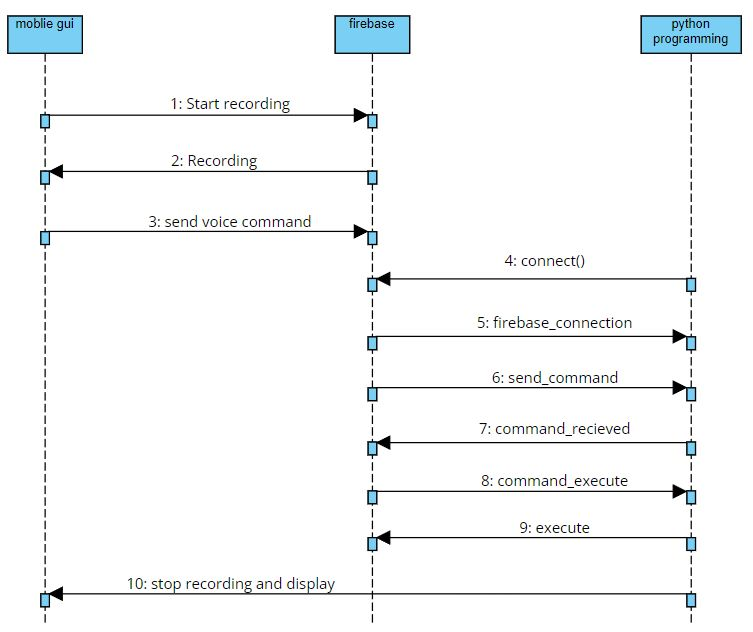 moblie gui
firebase
python
programming
1: Start recording
2: Recording
3: send voice command
4: connect()
5: firebase_connection
6: send_command
7: command_recieved
8: command_execute
9: execute
10: stop recording and display